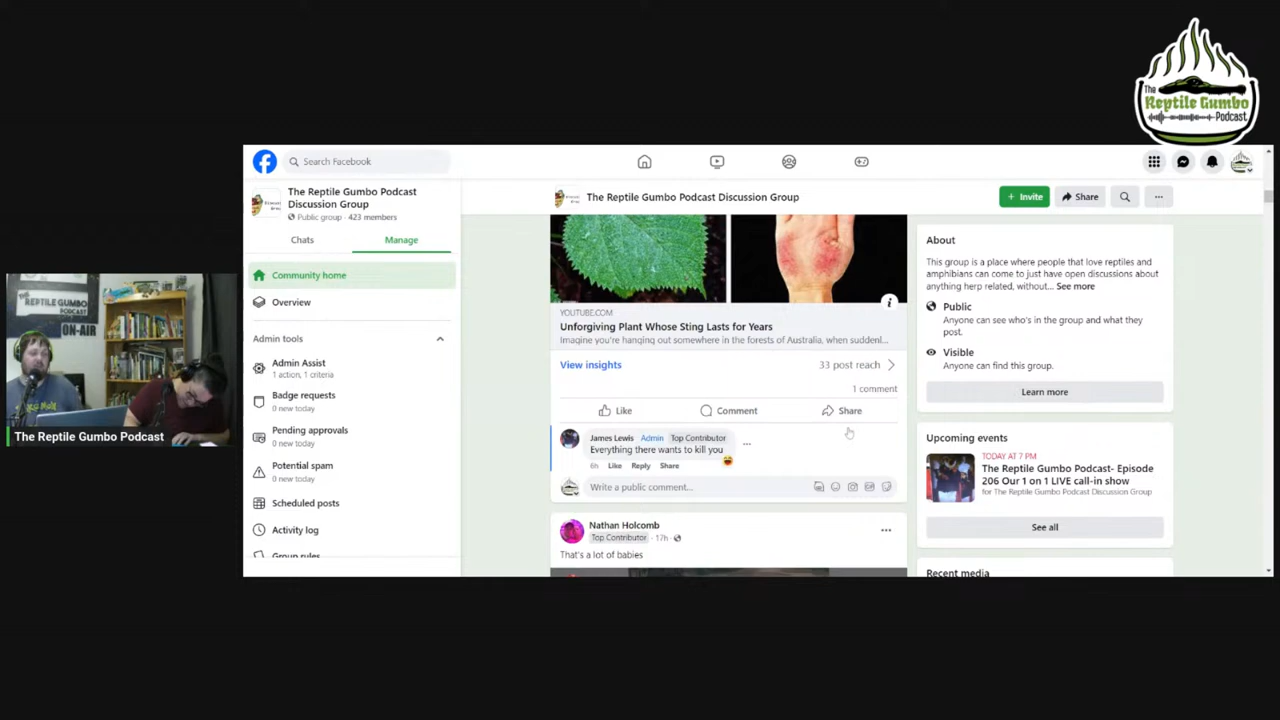 The
Reptile Gumbo
Podcast
Search Facebook
The Reptile Gumbo Podcast
Discussion Group
Public group · 423 members
Chats
Manage
Community home
Overview
Admin tools
Admin Assist
1 action, 1 criteria
Badge requests
0 new today
Pending approvals
0 new today
Potential spam
0 new today
Scheduled posts
Activity log
Group rules
The Reptile Gumbo Podcast Discussion Group
+ Invite
Share
YOUTUBE.COM
Unforgiving Plant Whose Sting Lasts for Years
Imagine you're hanging out somewhere in the forests of Australia, when suddenl...
View insights
33 post reach
1 comment
Like
Comment
Share
James Lewis Admin Top Contributor
Everything there wants to kill you
6h Like Reply Share
Write a public comment...
Nathan Holcomb
Top Contributor · 17h ·
That's a lot of babies
About
This group is a place where people that love reptiles and
amphibians can come to just have open discussions about
anything herp related, without... See more
Public
Anyone can see who's in the group and what they
post.
Visible
Anyone can find this group.
Learn more
Upcoming events
TODAY AT 7 PM
The Reptile Gumbo Podcast- Episode
206 Our 1 on 1 LIVE call-in show
for The Reptile Gumbo Podcast Discussion Group
See all
Recent media
THE
REPTILE GUMBO
PODCAST
ON-AIR
The Reptile Gumbo Podcast